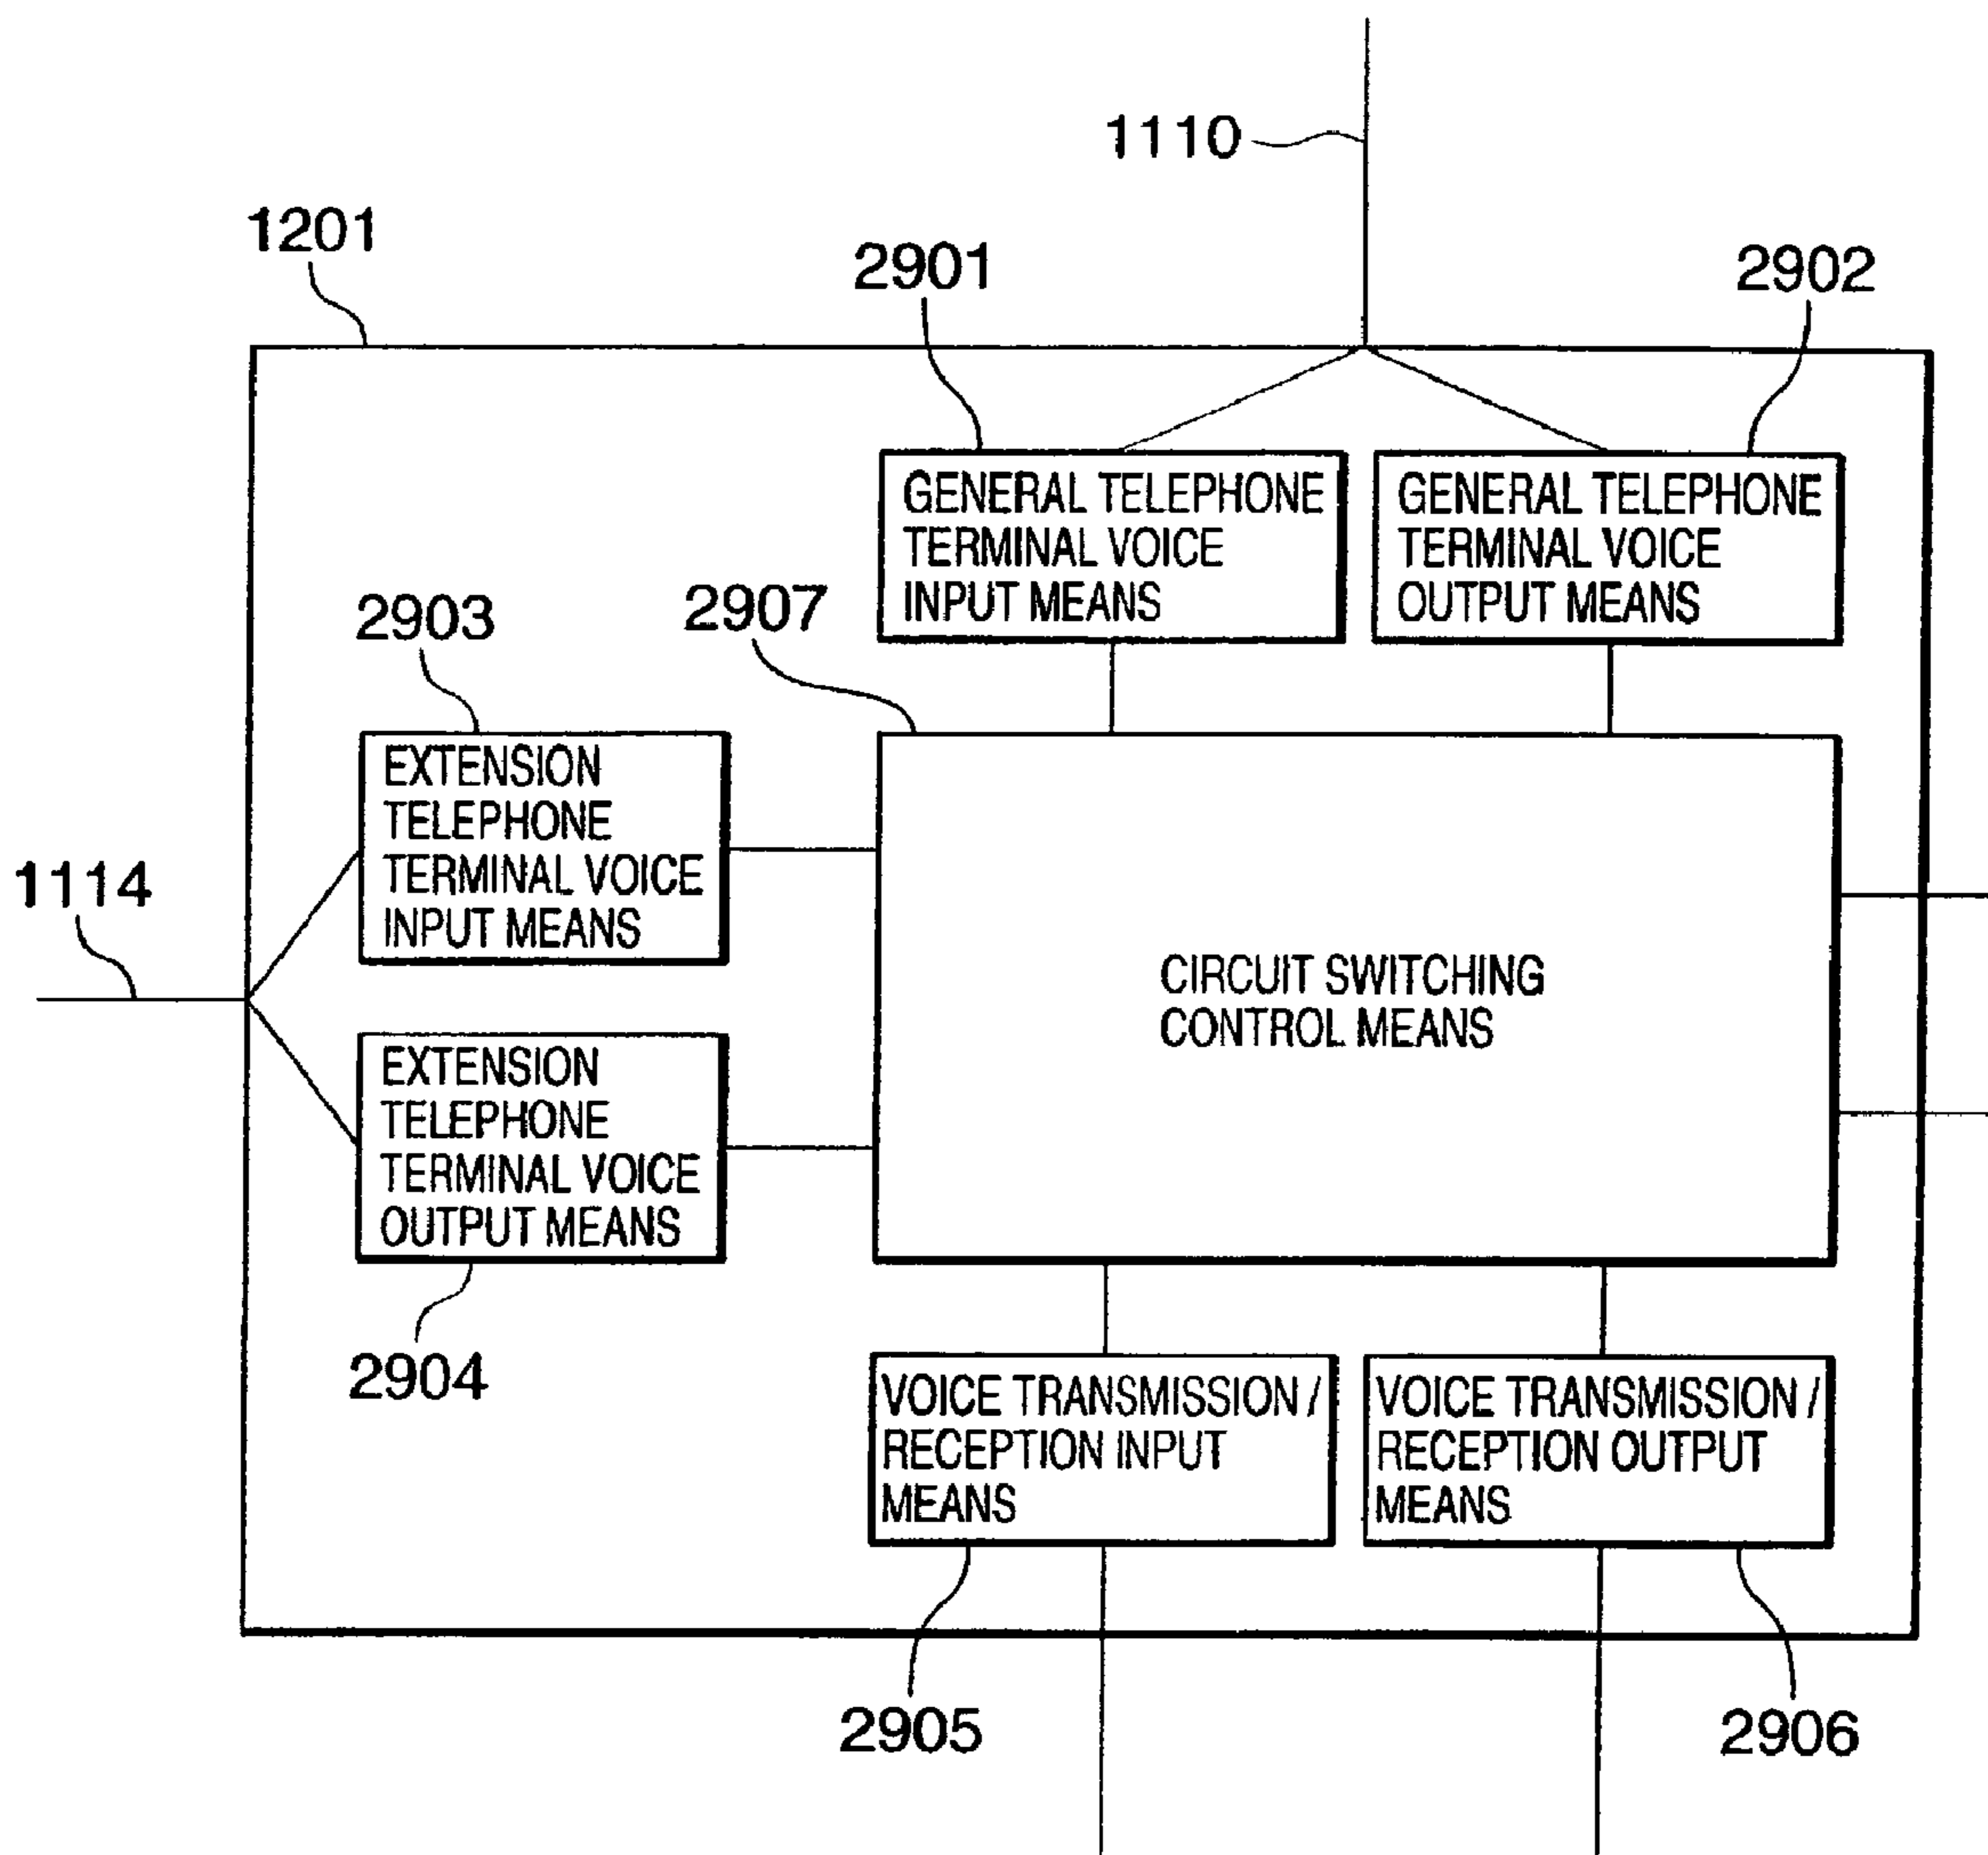 1110
1201
2901
2902
GENERAL TELEPHONE
TERMINAL VOICE
INPUT MEANS
GENERAL TELEPHONE
TERMINAL VOICE
OUTPUT MEANS
2903
2907
EXTENSION
TELEPHONE
TERMINAL VOICE
INPUT MEANS
1114
CIRCUIT SWITCHING
CONTROL MEANS
EXTENSION
TELEPHONE
TERMINAL VOICE
OUTPUT MEANS
2904
VOICE TRANSMISSION /
RECEPTION INPUT
MEANS
VOICE TRANSMISSION /
RECEPTION OUTPUT
MEANS
2905
2906